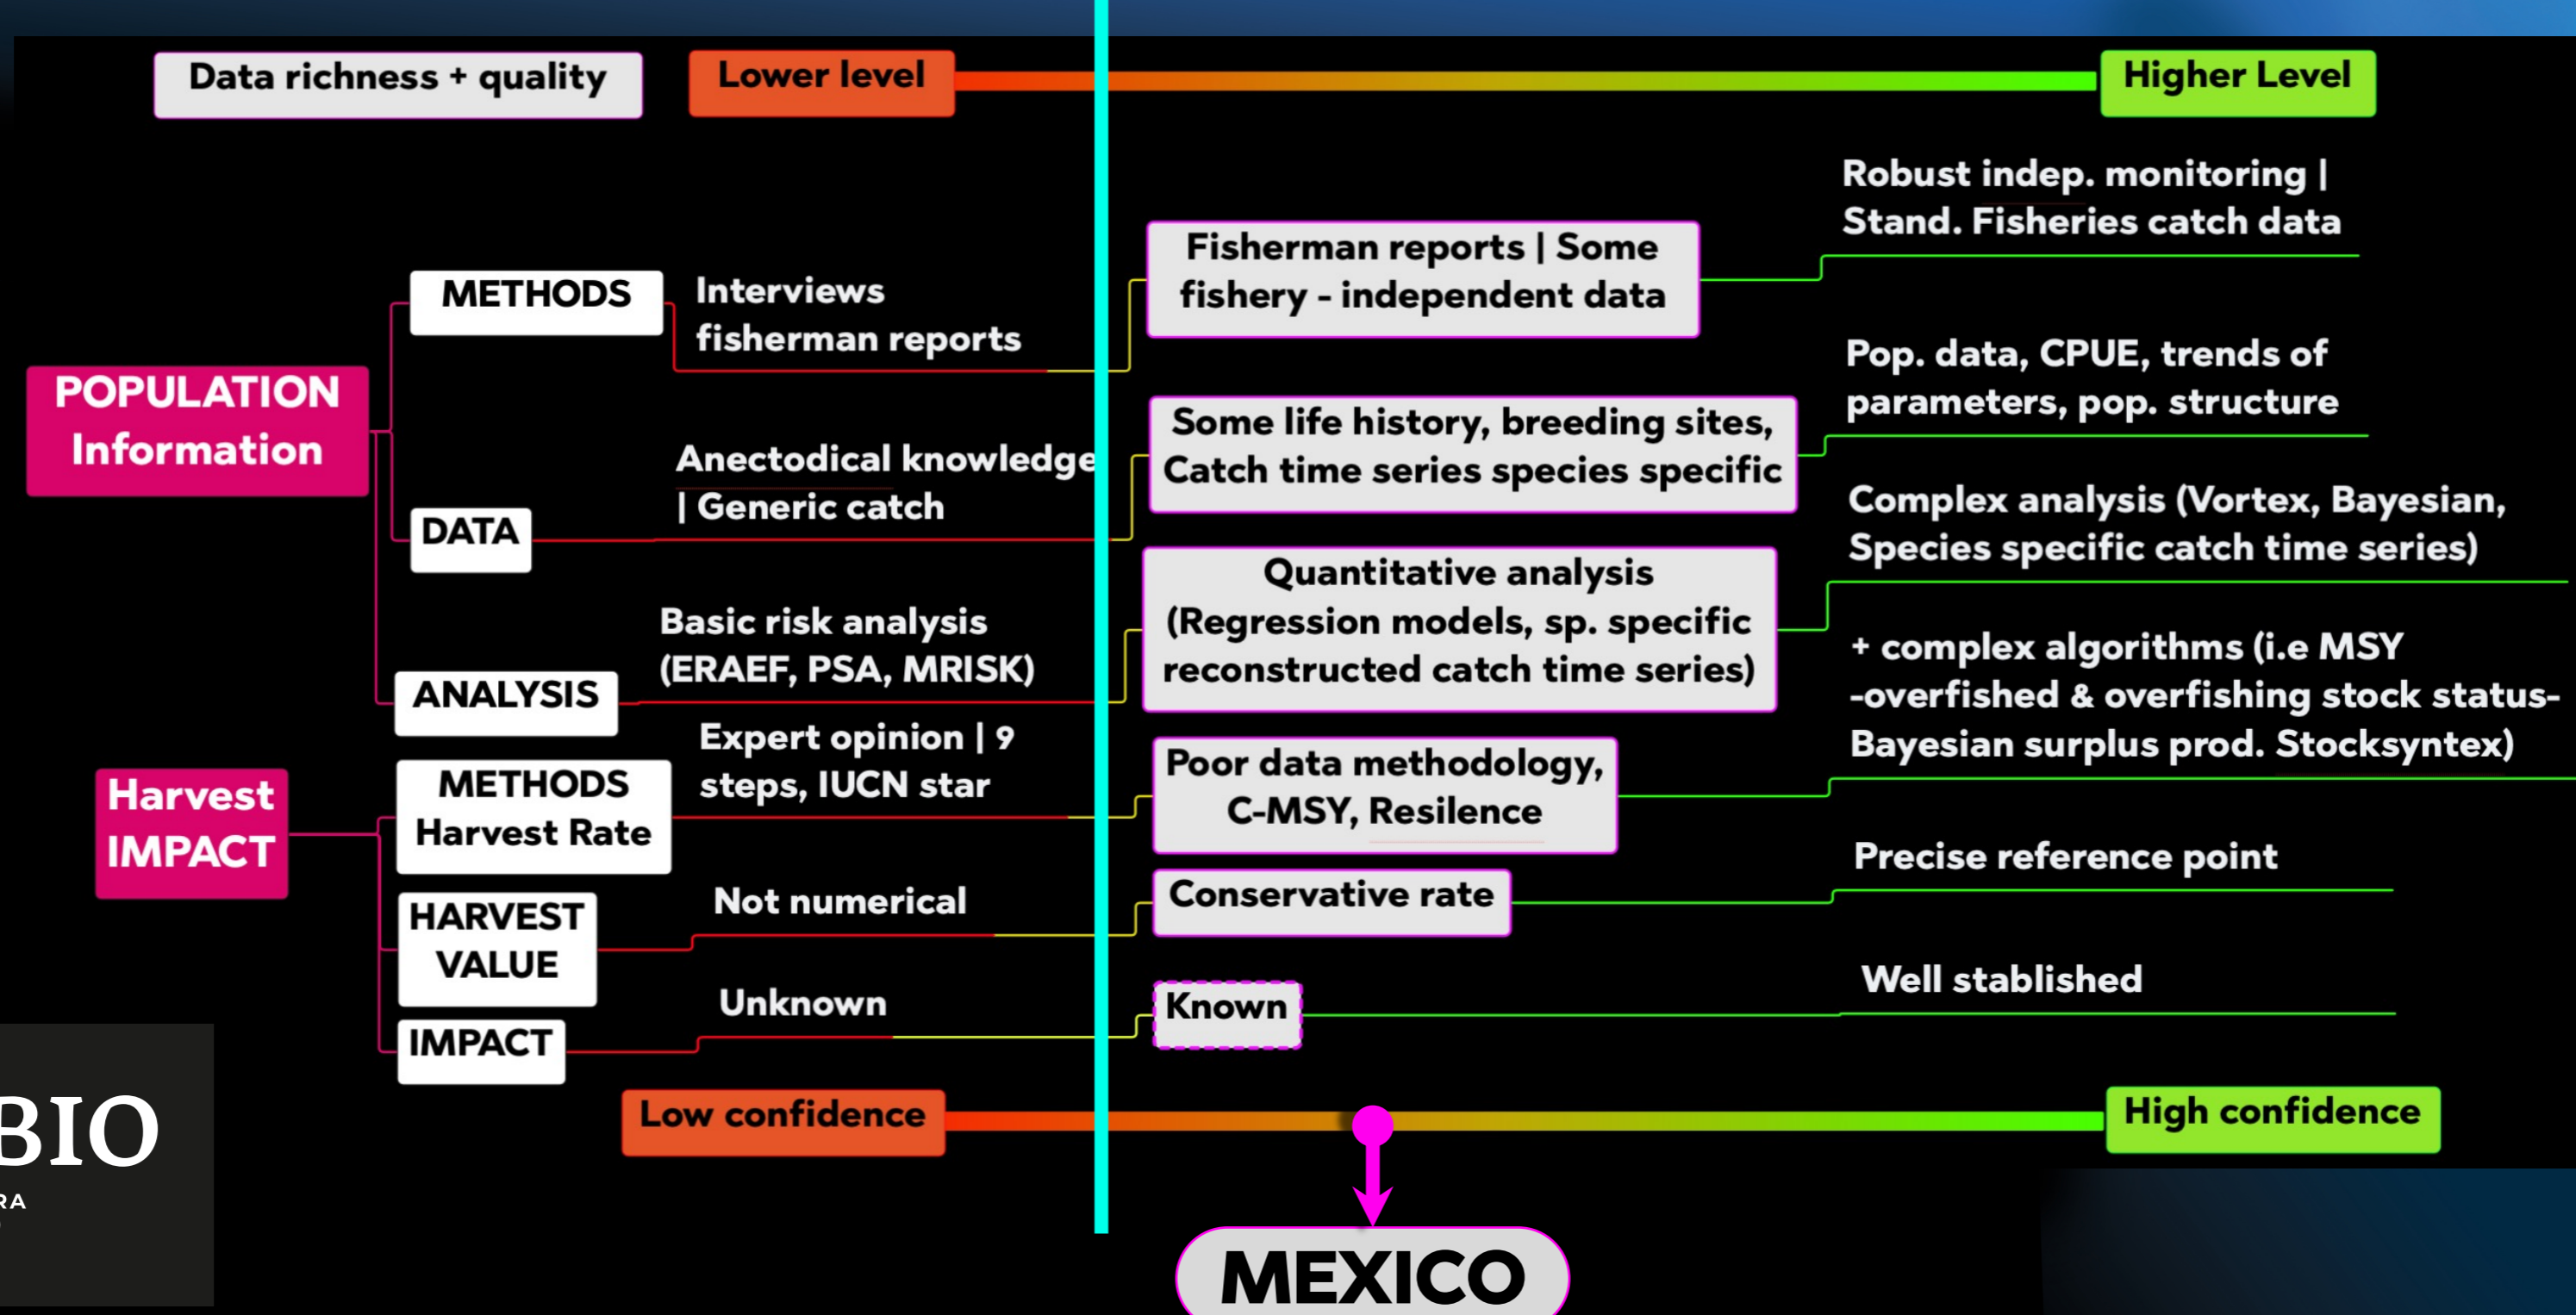 Data richness + quality
Lower level
Higher Level
POPULATION
Information
METHODS
Interviews
fisherman reports
Fisherman reports | Some
fishery - independent data
Robust indep. monitoring |
Stand. Fisheries catch data
DATA
Anectodical knowledge
| Generic catch
Some life history, breeding sites,
Catch time series species specific
Pop. data, CPUE, trends of
parameters, pop. structure
ANALYSIS
Basic risk analysis
(ERAEF, PSA, MRISK)
Quantitative analysis
(Regression models, sp. specific
reconstructed catch time series)
Complex analysis (Vortex, Bayesian,
Species specific catch time series)
Harvest
IMPACT
METHODS
Harvest Rate
Expert opinion | 9
steps, IUCN star
Poor data methodology,
C-MSY, Resilence
+ complex algorithms (i.e MSY
-overfished & overfishing stock status-
Bayesian surplus prod. Stocksyntex)
HARVEST
VALUE
Not numerical
Conservative rate
Precise reference point
IMPACT
Unknown
Known
Well stablished
Low confidence
High confidence
MEXICO
BIO
RA